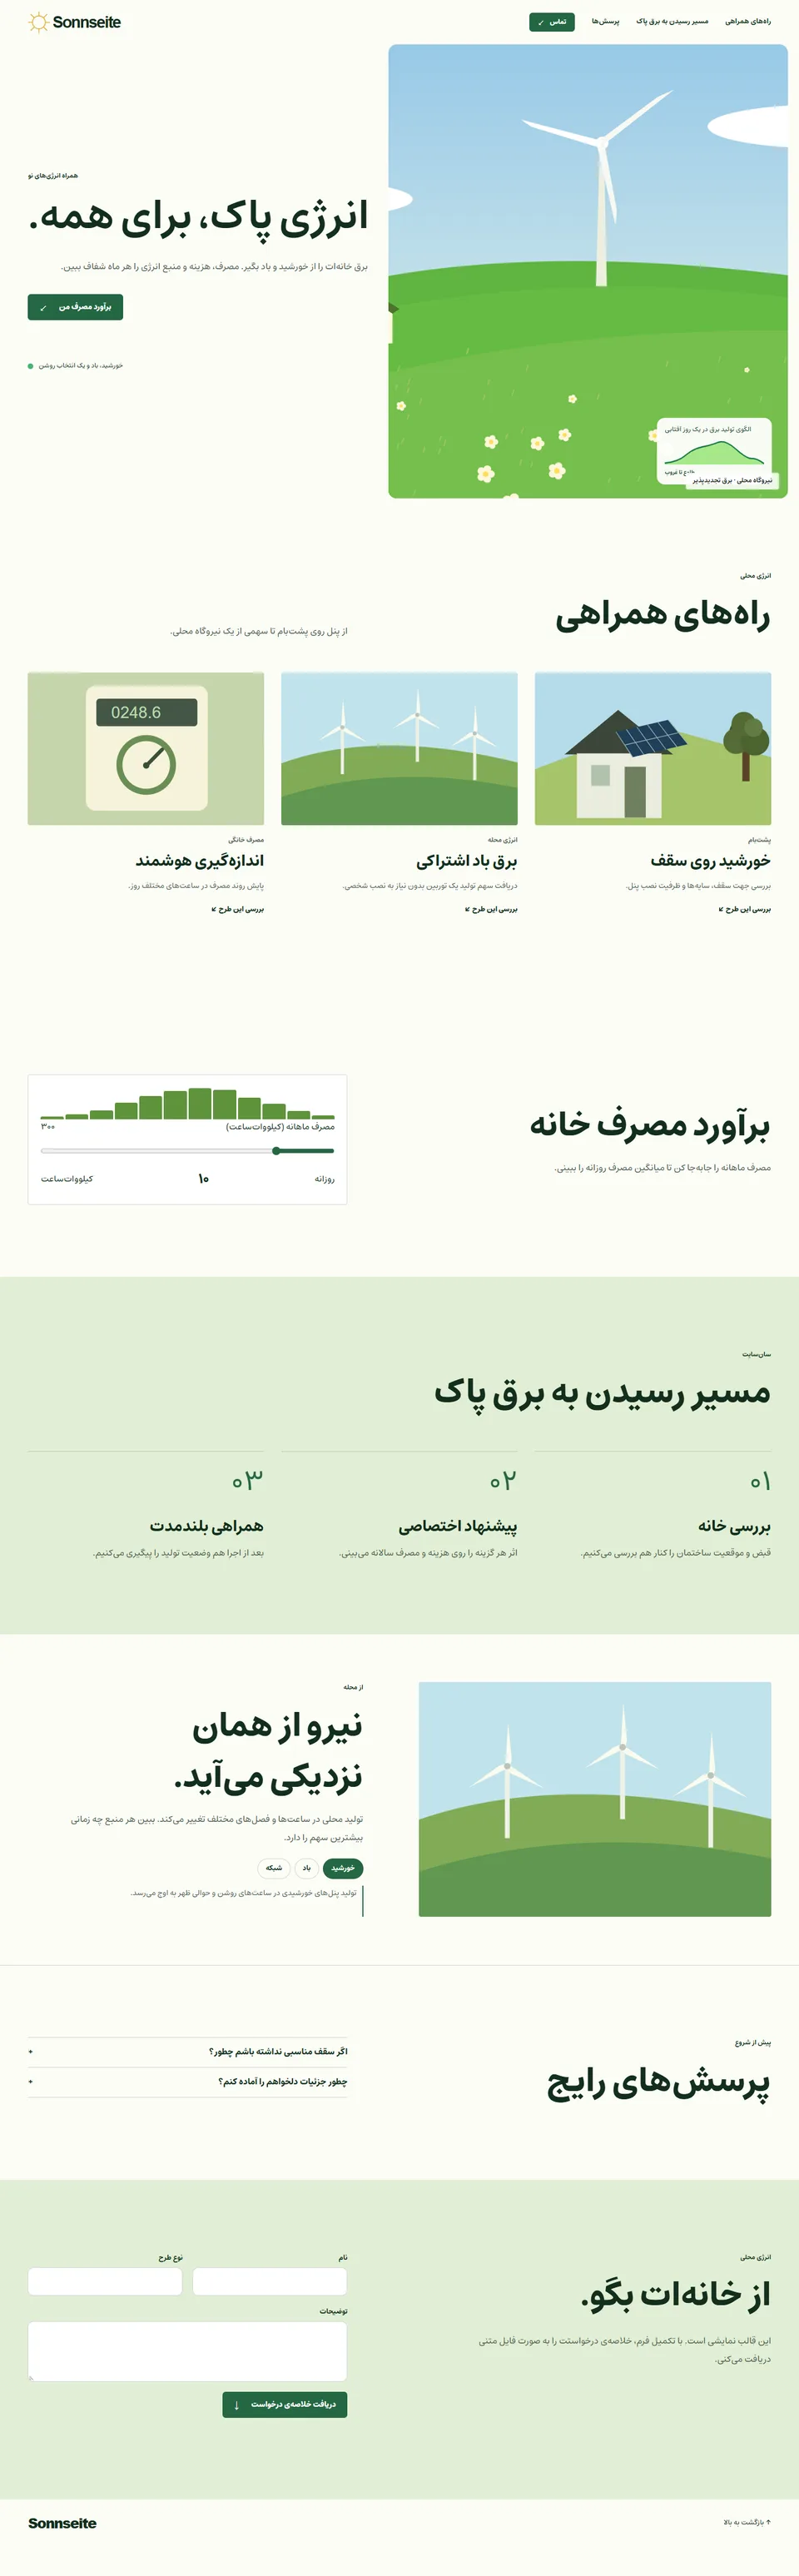 راه‌های همراهی
مسیر رسیدن به برق پاک
پرسش‌ها
تماس ↙
Sonnseite
همراه انرژی‌های نو
انرژی پاک، برای همه.
برق خانه‌ات را از خورشید و باد بگیر. مصرف، هزینه و منبع انرژی را هر ماه شفاف ببین.
برآورد مصرف من ↙
خورشید، باد و یک انتخاب روشن
الگوی تولید برق در یک روز آفتابی
تا غروب
نیروگاه محلی · برق تجدیدپذیر
انرژی محلی
راه‌های همراهی
از پنل روی پشت‌بام تا سهمی از یک نیروگاه محلی.
پشت‌بام
خورشید روی سقف
بررسی جهت سقف، سایه‌ها و ظرفیت نصب پنل.
بررسی این طرح ↙
انرژی محله
برق باد اشتراکی
دریافت سهم تولید یک توربین بدون نیاز به نصب شخصی.
بررسی این طرح ↙
0248.6
مصرف خانگی
اندازه‌گیری هوشمند
پایش روند مصرف در ساعت‌های مختلف روز.
بررسی این طرح ↙
برآورد مصرف خانه
مصرف ماهانه را جابه‌جا کن تا میانگین مصرف روزانه را ببینی.
مصرف ماهانه (کیلووات‌ساعت)
۳۰۰
روزانه
۱۰
کیلووات‌ساعت
سان‌سایت
مسیر رسیدن به برق پاک
۰۱
بررسی خانه
قبض و موقعیت ساختمان را کنار هم بررسی می‌کنیم.
۰۲
پیشنهاد اختصاصی
اثر هر گزینه را روی هزینه و مصرف سالانه می‌بینی.
۰۳
همراهی بلندمدت
بعد از اجرا هم وضعیت تولید را پیگیری می‌کنیم.
از محله
نیرو از همان
نزدیکی می‌آید.
تولید محلی در ساعت‌ها و فصل‌های مختلف تغییر می‌کند. ببین هر منبع چه زمانی
بیشترین سهم را دارد.
خورشید
باد
شبکه
تولید پنل‌های خورشیدی در ساعت‌های روشن و حوالی ظهر به اوج می‌رسد.
پیش از شروع
پرسش‌های رایج
اگر سقف مناسبی نداشته باشم چطور؟ +
چطور جزئیات دلخواهم را آماده کنم؟ +
انرژی محلی
از خانه‌ات بگو.
این قالب نمایشی است. با تکمیل فرم، خلاصه‌ی درخواستت را به صورت فایل متنی
دریافت می‌کنی.
نام
نوع طرح
توضیحات
دریافت خلاصه‌ی درخواست ↓
↑ بازگشت به بالا
Sonnseite